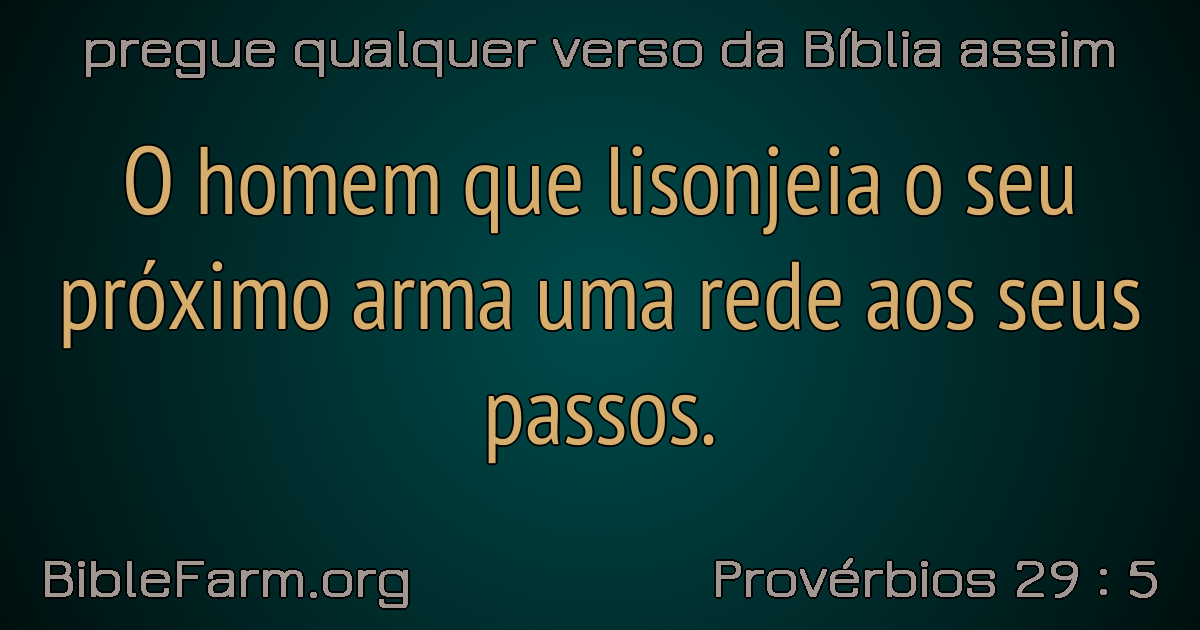 pregue qualquer verso da Bíblia assim
O homem que lisonjeia o seu
próximo arma uma rede aos seus
passos.
BibleFarm.org
Provérbios 29 : 5